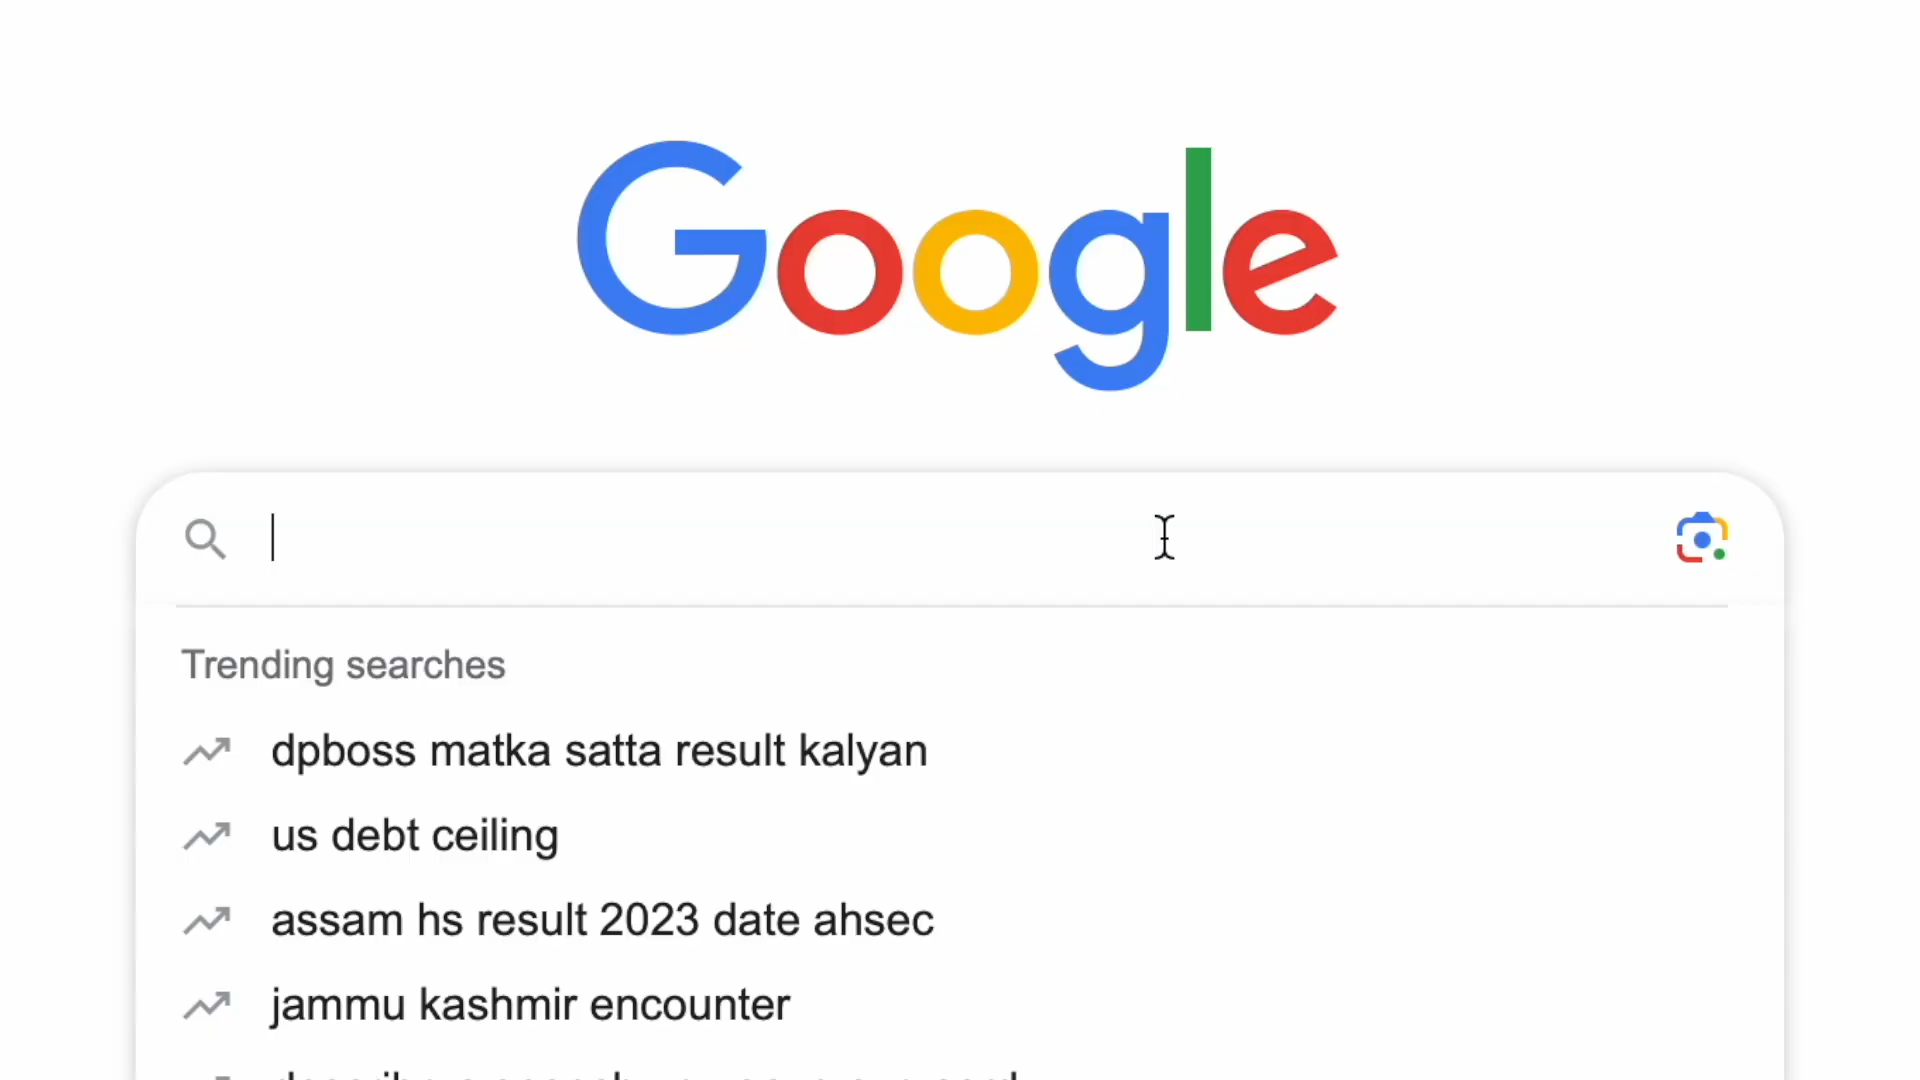 Google
Trending searches
dpboss matka satta result kalyan
us debt ceiling
assam hs result 2023 date ahsec
jammu kashmir encounter